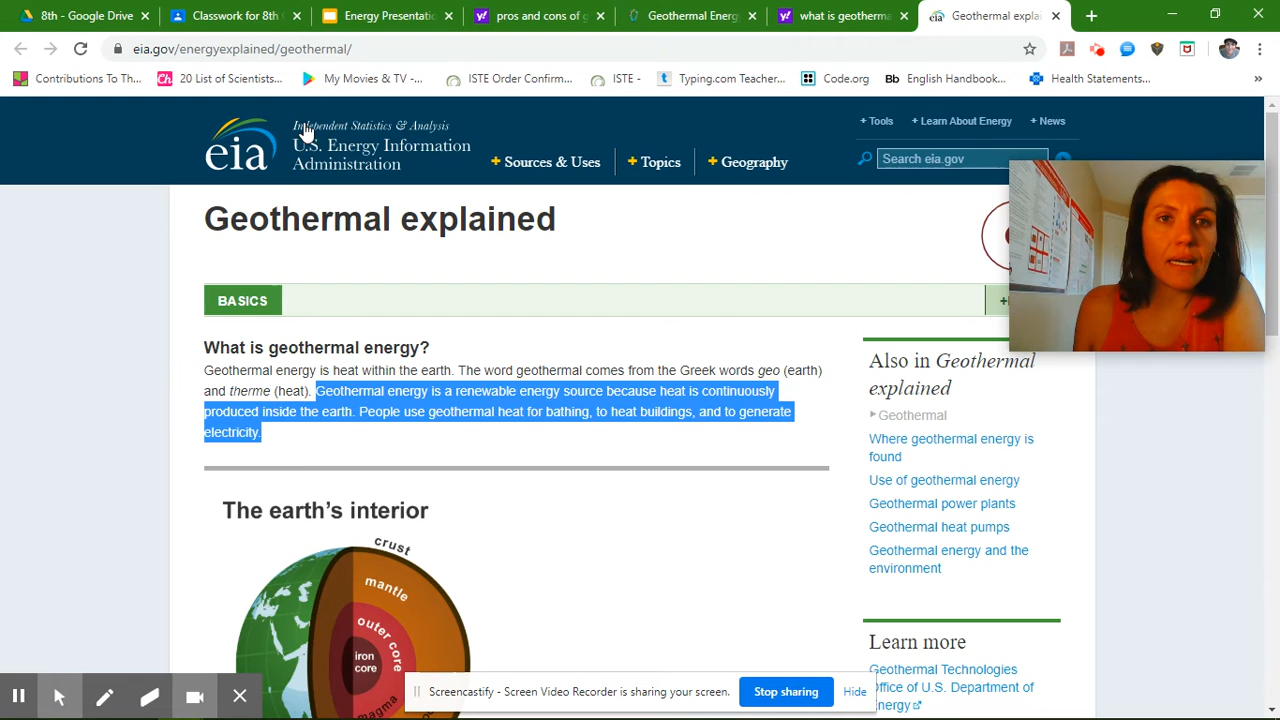 8th - Google Drive
Classwork for 8th G
Energy Presentatio
pros and cons of g
Geothermal Energ
what is geotherma
Geothermal expla
eia.gov/energyexplained/geothermal/
Contributions To Th...
20 List of Scientists...
My Movies & TV -...
ISTE Order Confirm...
ISTE -
Typing.com Teacher...
Code.org
Bb English Handbook...
Health Statements...
eia
Independent Statistics & Analysis
U.S. Energy Information
Administration
+ Sources & Uses
+ Topics
+ Geography
+ Tools
+ Learn About Energy
+ News
Search eia.gov
Geothermal explained
BASICS
What is geothermal energy?
Geothermal energy is heat within the earth. The word geothermal comes from the Greek words geo (earth)
and therme (heat). Geothermal energy is a renewable energy source because heat is continuously
produced inside the earth. People use geothermal heat for bathing, to heat buildings, and to generate
electricity.
The earth's interior
crust
mantle
outer core
iron
core
magma
Also in Geothermal
explained
Geothermal
Where geothermal energy is
found
Use of geothermal energy
Geothermal power plants
Geothermal heat pumps
Geothermal energy and the
environment
Learn more
Geothermal Technologies
Office of U.S. Department of
Energy
Screencastify - Screen Video Recorder is sharing your screen.
Stop sharing
Hide